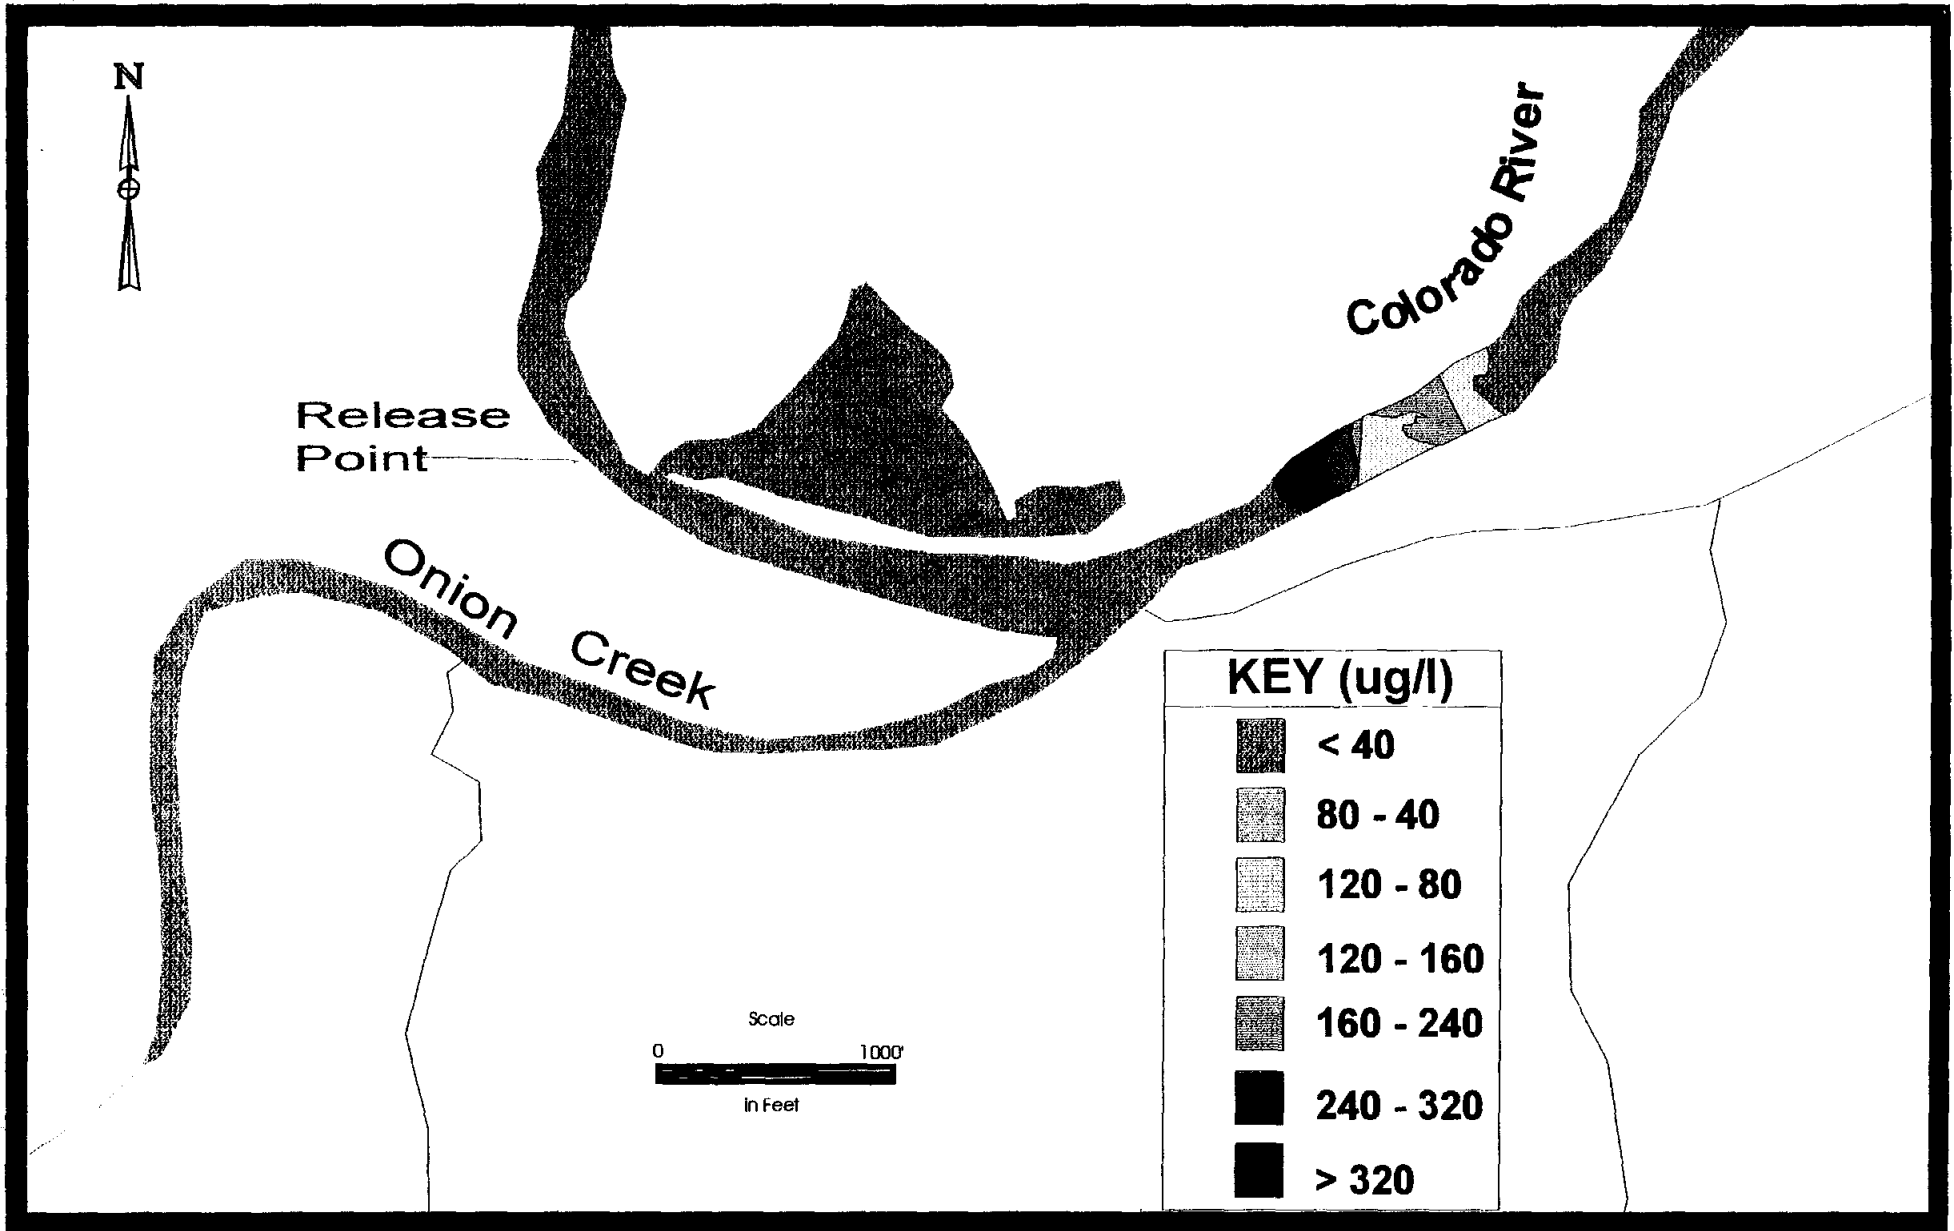 N
Colorado River
Release
Point
Onion Creek
KEY (ug/l)
< 40
80 - 40
120 - 80
120 - 160
160 - 240
240 - 320
> 320
Scale
0 1000'
in Feet